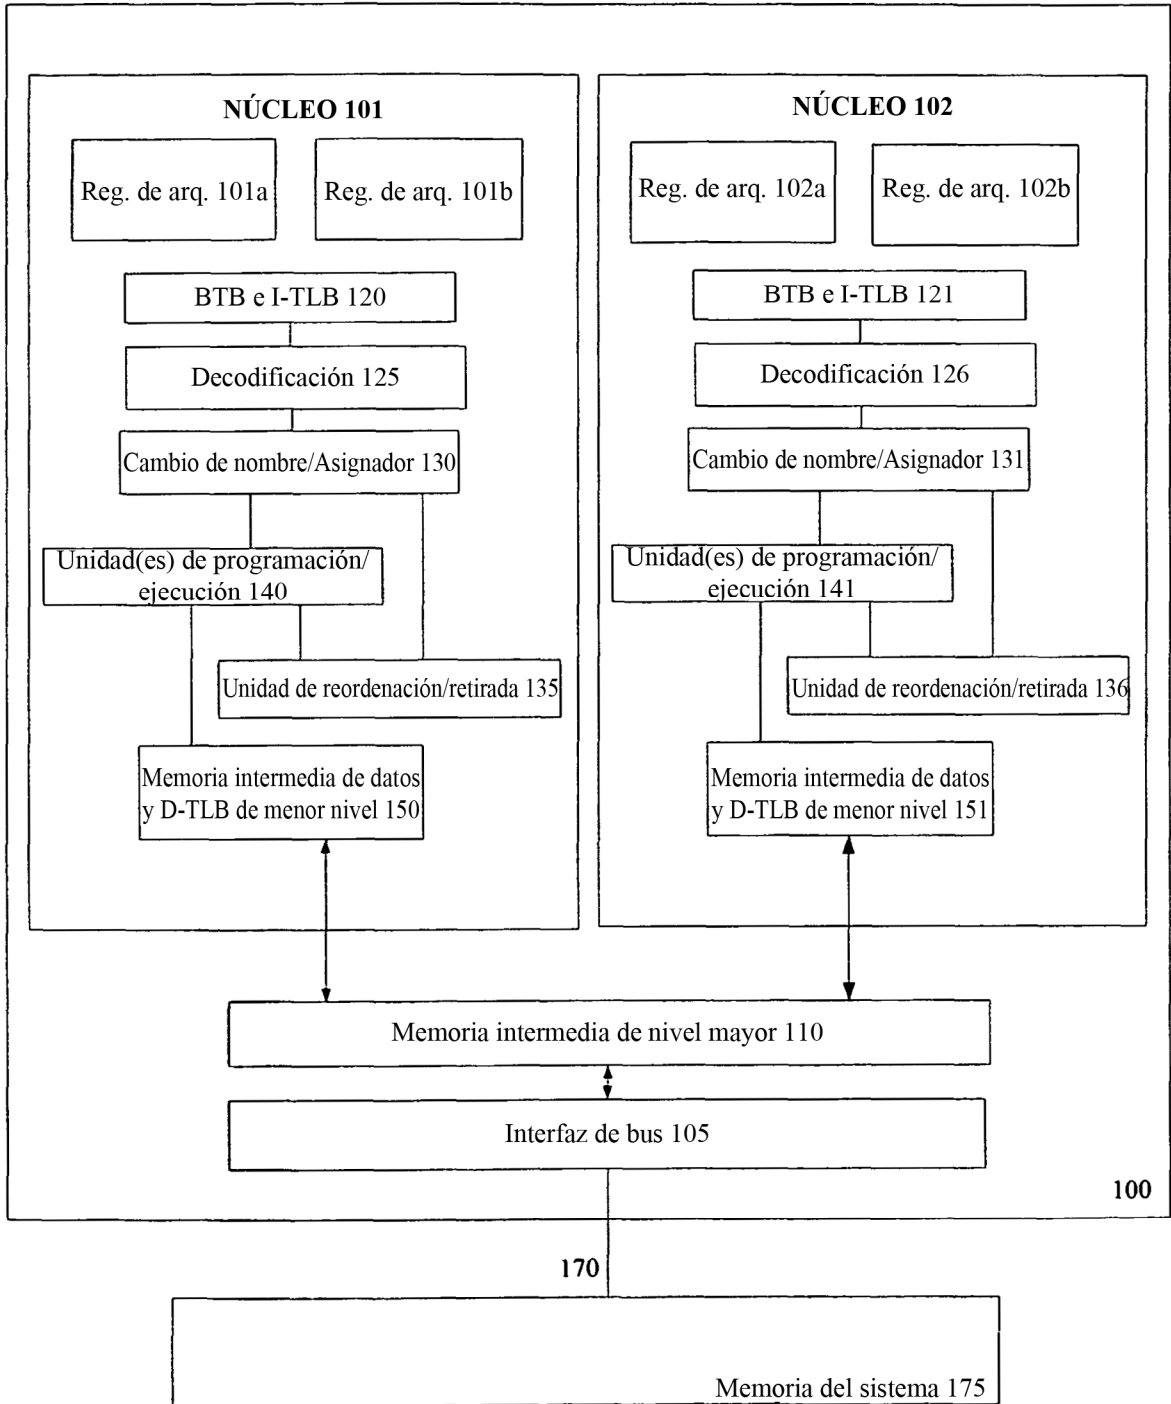 NÚCLEO 101
Reg. de arq. 101a
Reg. de arq. 101b
BTB e I-TLB 120
Decodificación 125
Cambio de nombre/Asignador 130
Unidad(es) de programación/
ejecución 140
Unidad de reordenación/retirada 135
Memoria intermedia de datos
y D-TLB de menor nivel 150
NÚCLEO 102
Reg. de arq. 102a
Reg. de arq. 102b
BTB e I-TLB 121
Decodificación 126
Cambio de nombre/Asignador 131
Unidad(es) de programación/
ejecución 141
Unidad de reordenación/retirada 136
Memoria intermedia de datos
y D-TLB de menor nivel 151
Memoria intermedia de nivel mayor 110
Interfaz de bus 105
100
170
Memoria del sistema 175